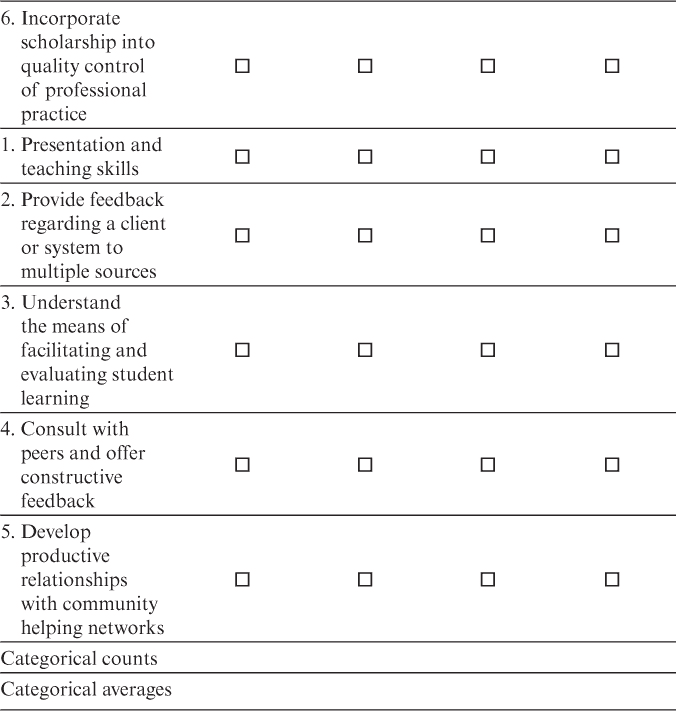 6. Incorporate
scholarship into
quality control
of professional
practice
1. Presentation and
teaching skills
2. Provide feedback
regarding a client
or system to
multiple sources
3. Understand
the means of
facilitating and
evaluating student
learning
4. Consult with
peers and offer
constructive
feedback
5. Develop
productive
relationships
with community
helping networks
Categorical counts
Categorical averages